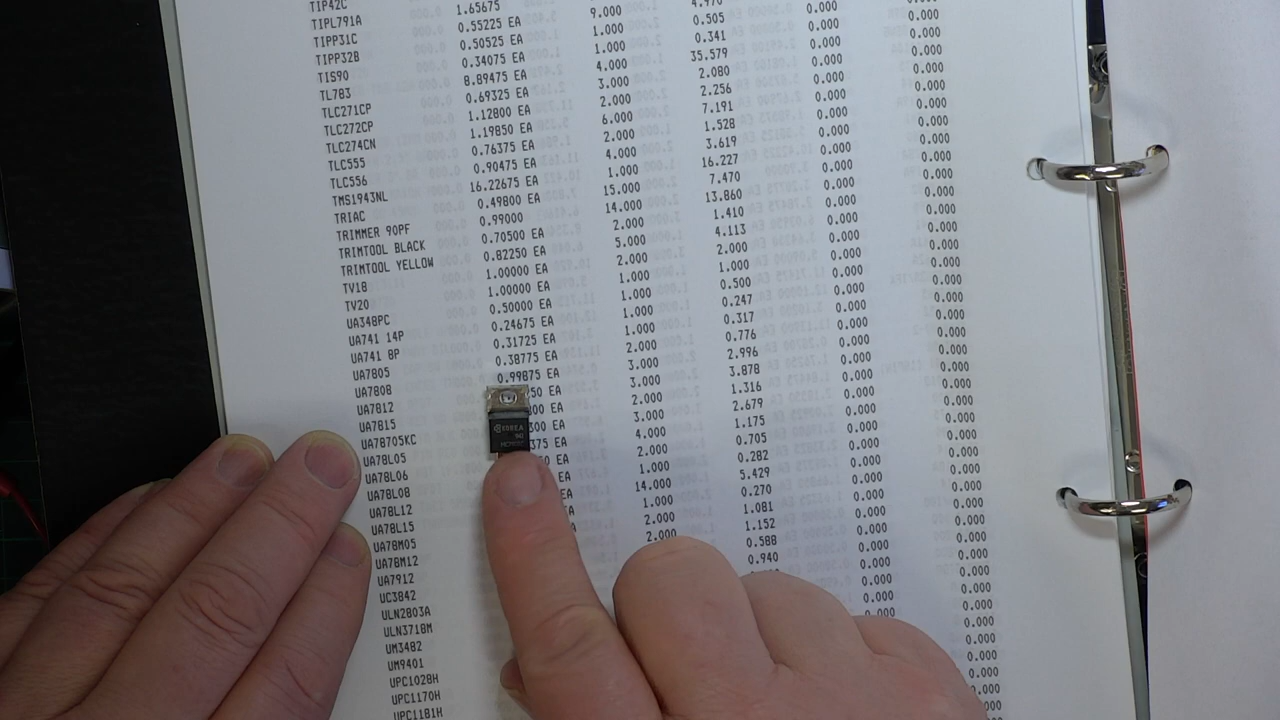 TIP42C 4.970 0.000 0.000
TIPL791A 1.65675
TIPP31C 0.55225 EA 9.000 4.970 0.000 0.000
TIPP32B 0.50525 EA 1.000 0.505 0.000 0.000
TIS90 0.34075 EA 1.000 0.341 0.000 0.000
TL783 8.89475 EA 4.000 35.579 0.000 0.000
TLC271CP 0.69325 EA 3.000 2.080 0.000 0.000
TLC272CP 1.12800 EA 2.000 2.256 0.000 0.000
TLC274CN 1.19850 EA 6.000 7.191 0.000 0.000
TLC555 0.76375 EA 2.000 1.528 0.000 0.000
TLC556 0.90475 EA 4.000 3.619 0.000 0.000
TMS1943NL 16.22675 EA 1.000 16.227 0.000 0.000
TRIAC 0.49800 EA 15.000 7.470 0.000 0.000
TRIMMER 90PF 0.99000 14.000 13.860 0.000 0.000
TRIMTOOL BLACK 0.70500 EA 2.000 1.410 0.000 0.000
TRIMTOOL YELLOW 0.82250 EA 5.000 4.113 0.000 0.000
TV18 1.00000 EA 2.000 2.000 0.000 0.000
TV20 1.00000 EA 1.000 1.000 0.000 0.000
UA348PC 0.50000 EA 1.000 0.500 0.000 0.000
UA741 14P 0.24675 EA 1.000 0.247 0.000 0.000
UA741 8P 0.31725 EA 1.000 0.317 0.000 0.000
UA7805 0.38775 EA 2.000 0.776 0.000 0.000
UA7808 0.99875 EA 3.000 2.996 0.000 0.000
UA7812 EA 3.000 3.878 0.000 0.000
UA7815 EA 2.000 1.316 0.000 0.000
UA78705KC EA 3.000 2.679 0.000 0.000
UA78L05 EA 4.000 1.175 0.000 0.000
UA78L06 EA 2.000 0.705 0.000 0.000
UA78L08 EA 1.000 0.282 0.000 0.000
UA78L12 EA 14.000 5.429 0.000 0.000
UA78L15 1.000 0.270 0.000 0.000
UA78M05 2.000 1.081 0.000 0.000
UA78M12 2.000 1.152 0.000 0.000
UA7912 0.588 0.000 0.000
UC3842 0.940 0.000 0.000
ULN2803A 0.000 0.000
ULN3718M 0.000
UM3482 0.000
UM9401 0.000
UPC1028H 0.000
UPC1170H 0.000
UPC1181H 0.000
KOREA